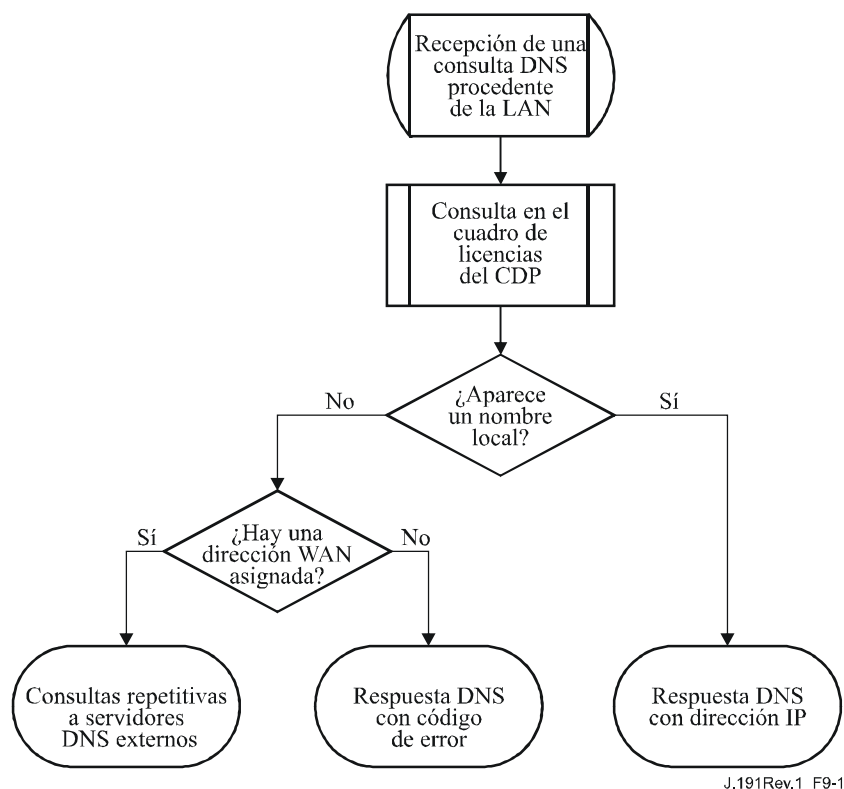 Recepción de una
consulta DNS
procedente
de la LAN
Consulta en el
cuadro de
licencias
del CDP
¿Aparece
un nombre
local?
No
Sí
¿Hay una
dirección WAN
asignada?
Sí
No
Consultas repetitivas
a servidores
DNS externos
Respuesta DNS
con código
de error
Respuesta DNS
con dirección IP
J.191Rev.1_F9-1